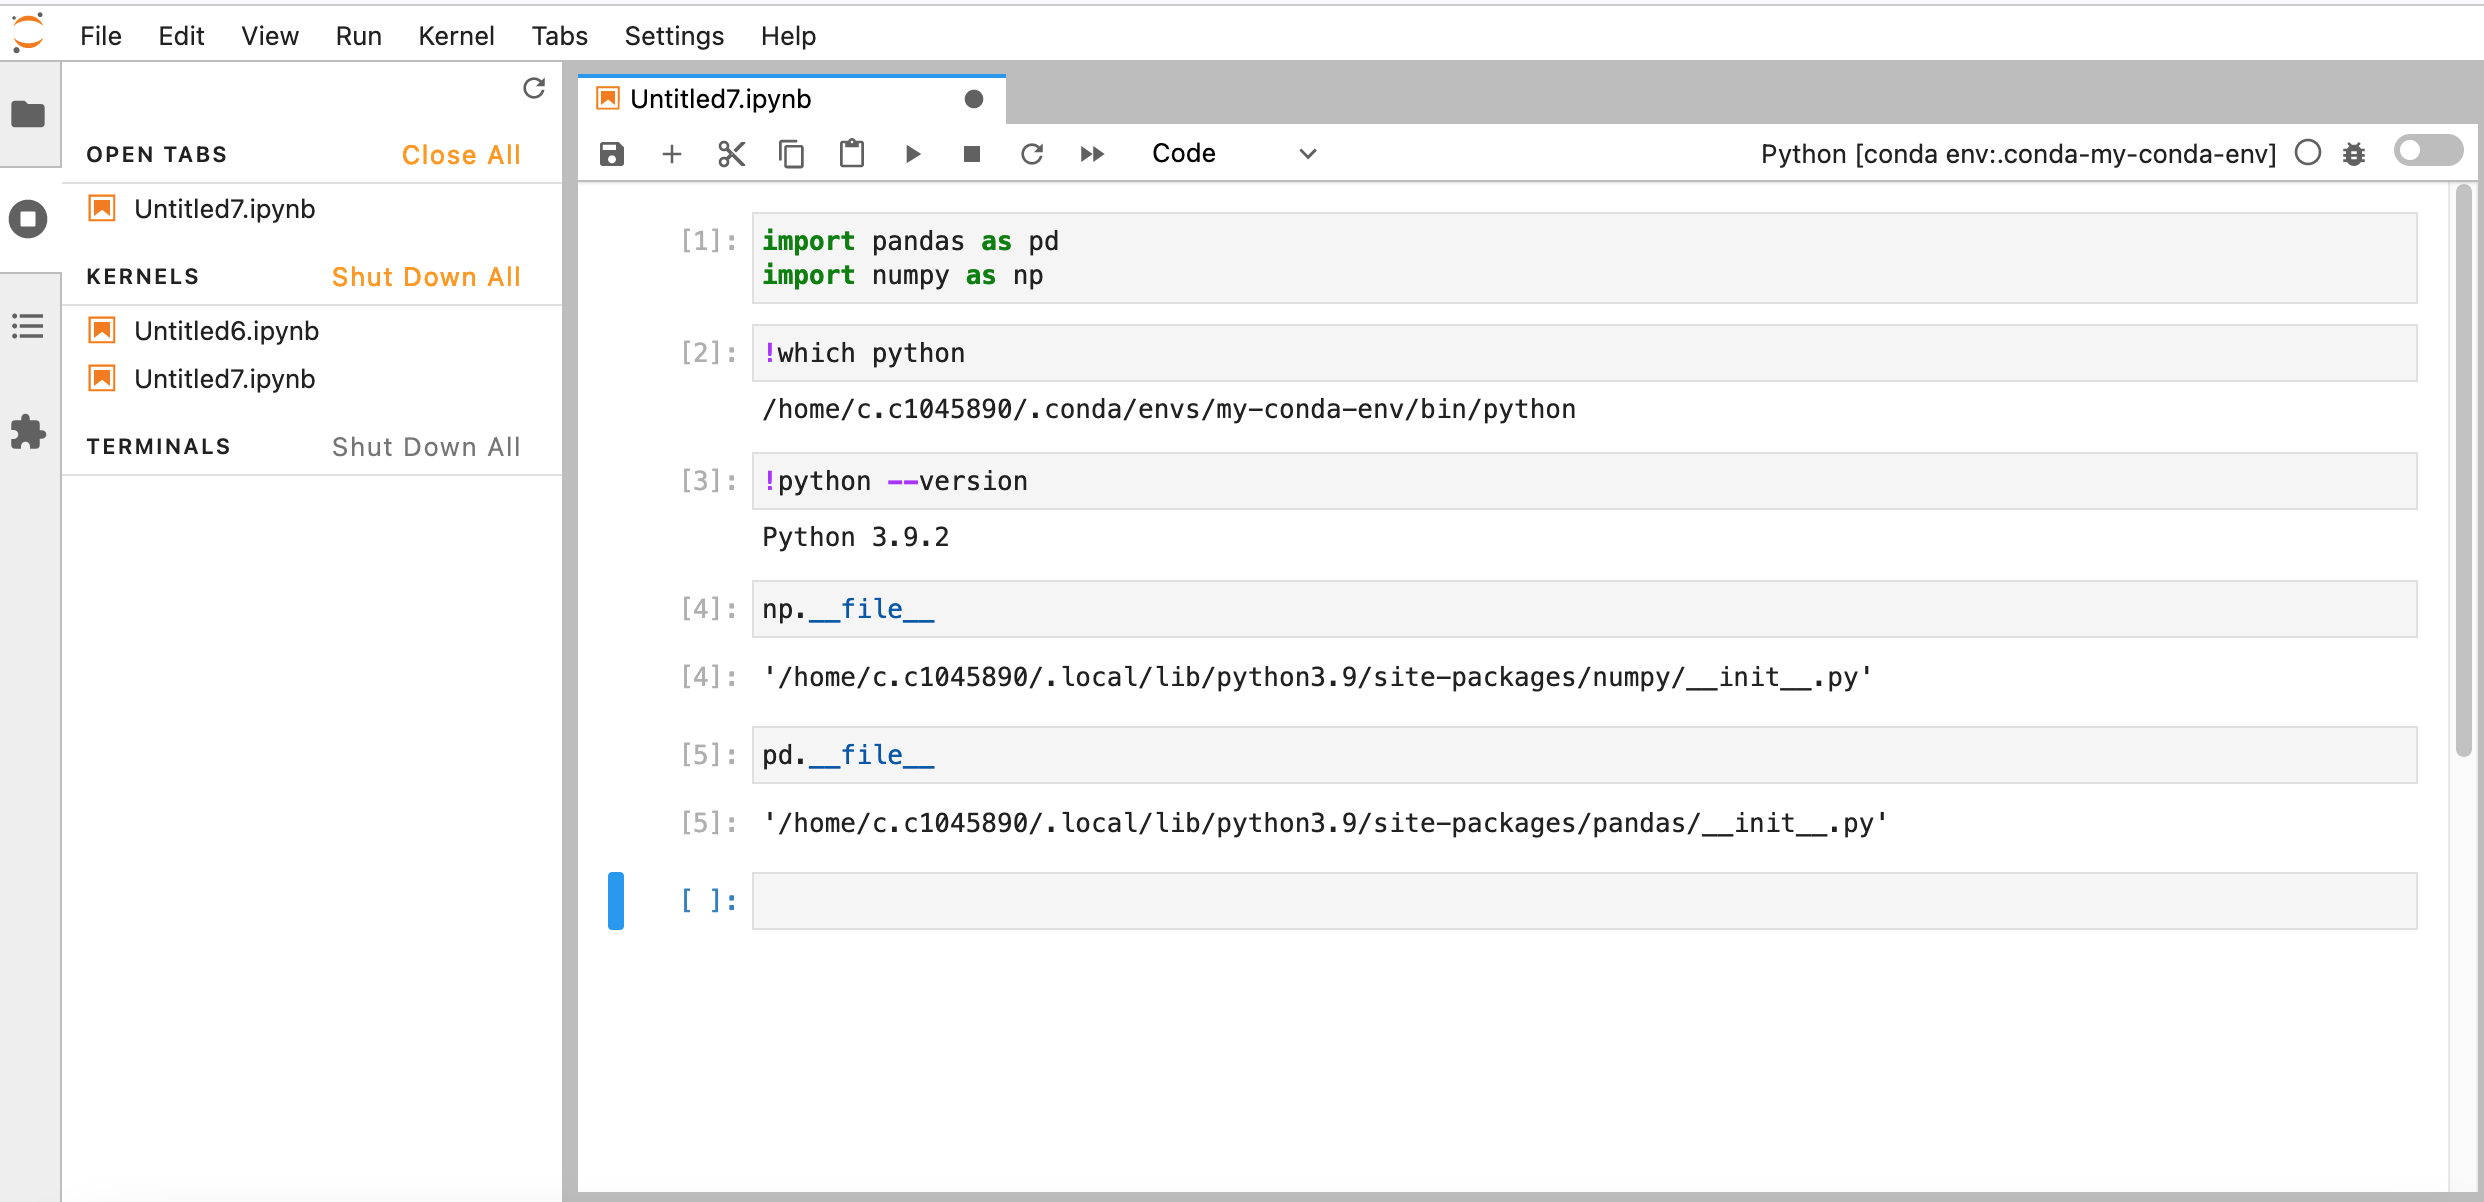 File Edit View Run Kernel Tabs Settings Help
OPEN TABS Close All
Untitled7.ipynb
KERNELS Shut Down All
Untitled6.ipynb
Untitled7.ipynb
TERMINALS Shut Down All
Untitled7.ipynb
Code Python [conda env:.conda-my-conda-env]
[1]: import pandas as pd
import numpy as np
[2]: !which python
/home/c.c1045890/.conda/envs/my-conda-env/bin/python
[3]: !python --version
Python 3.9.2
[4]: np.__file__
[4]: '/home/c.c1045890/.local/lib/python3.9/site-packages/numpy/__init__.py'
[5]: pd.__file__
[5]: '/home/c.c1045890/.local/lib/python3.9/site-packages/pandas/__init__.py'
[ ]: